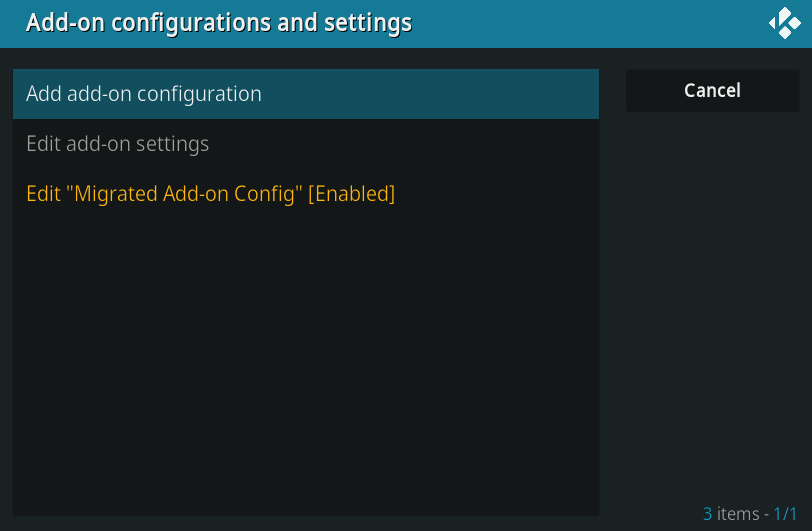 Add-on configurations and settings
Add add-on configuration
Cancel
Edit add-on settings
Edit "Migrated Add-on Config" [Enabled]
3 items - 1/1